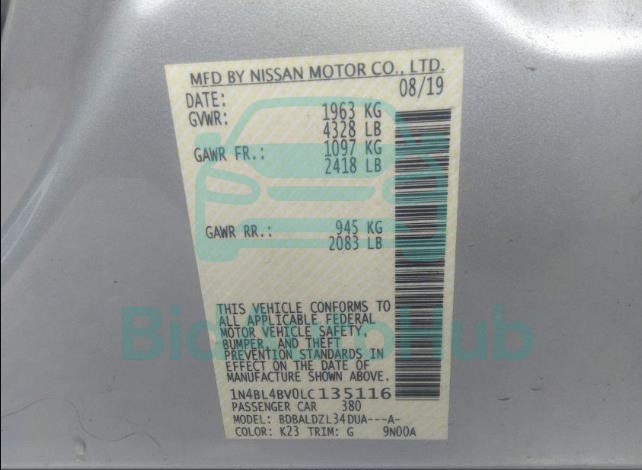 MFD BY NISSAN MOTOR CO., LTD.
DATE: 08/19
GVWR: 1963 KG
4328 LB
GAWR FR.: 1097 KG
2418 LB
GAWR RR.: 945 KG
2083 LB
THIS VEHICLE CONFORMS TO
ALL APPLICABLE FEDERAL
MOTOR VEHICLE SAFETY,
BUMPER, AND THEFT
PREVENTION STANDARDS IN
EFFECT ON THE DATE OF
MANUFACTURE SHOWN ABOVE.
BidAutoHub
1N4BL4BV0LC135116
PASSENGER CAR 380
MODEL: BDBALDZL34DUA---A-
COLOR: K23 TRIM: G 9N00A